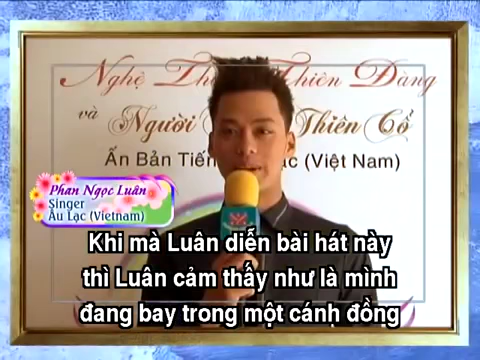 Nghệ Th Thiên Đàng
và Người Thiên Cổ
Ấn Bản Tiến Lạc (Việt Nam)
Phan Ngọc Luân
Singer
Âu Lạc (Vietnam)
Khi mà Luân diễn bài hát này
thì Luân cảm thấy như là mình
đang bay trong một cánh đồng